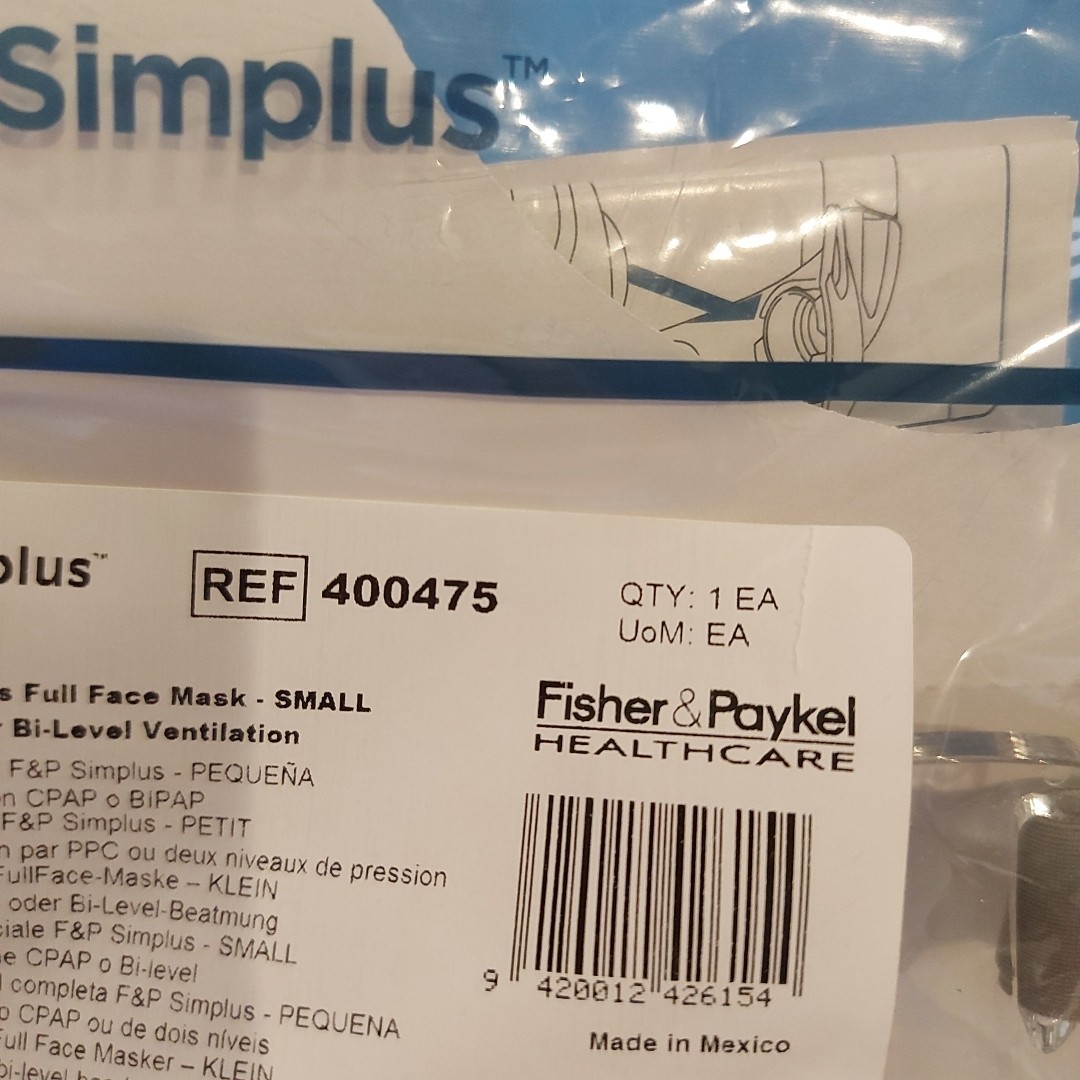 Simplus™
plus™
REF 400475
QTY: 1 EA
UoM: EA
s Full Face Mask - SMALL
r Bi-Level Ventilation
Fisher & Paykel
HEALTHCARE
F&P Simplus - PEQUEÑA
n CPAP o BiPAP
F&P Simplus - PETIT
n par PPC ou deux niveaux de pression
FullFace-Maske – KLEIN
oder Bi-Level-Beatmung
ciale F&P Simplus - SMALL
e CPAP o Bi-level
l completa F&P Simplus - PEQUENA
o CPAP ou de dois níveis
Full Face Masker – KLEIN
bi-level
9 420012 426154
Made in Mexico